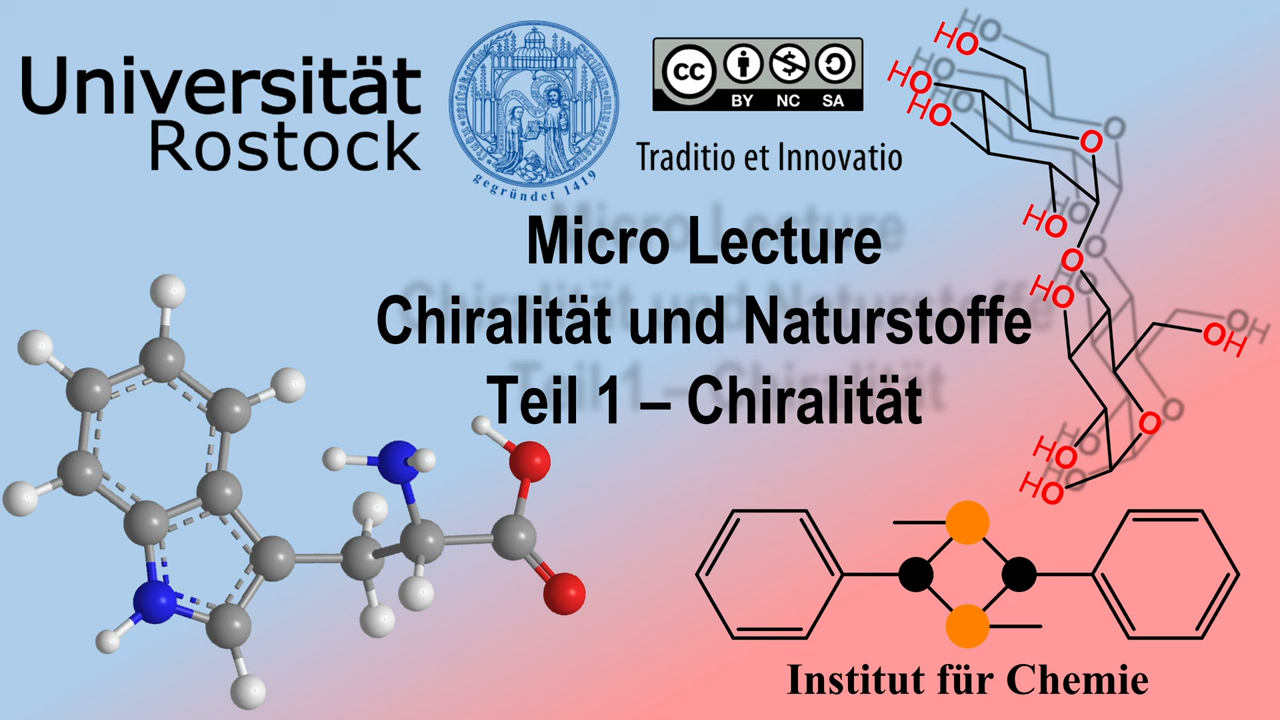 Universität
Rostock
gegründet 1419
cc
BY NC SA
Traditio et Innovatio
Micro Lecture
Chiralität und Naturstoffe
Teil 1 – Chiralität
HO
HO
HO
O
HO
O
HO
OH
O
HO
HO
Institut für Chemie